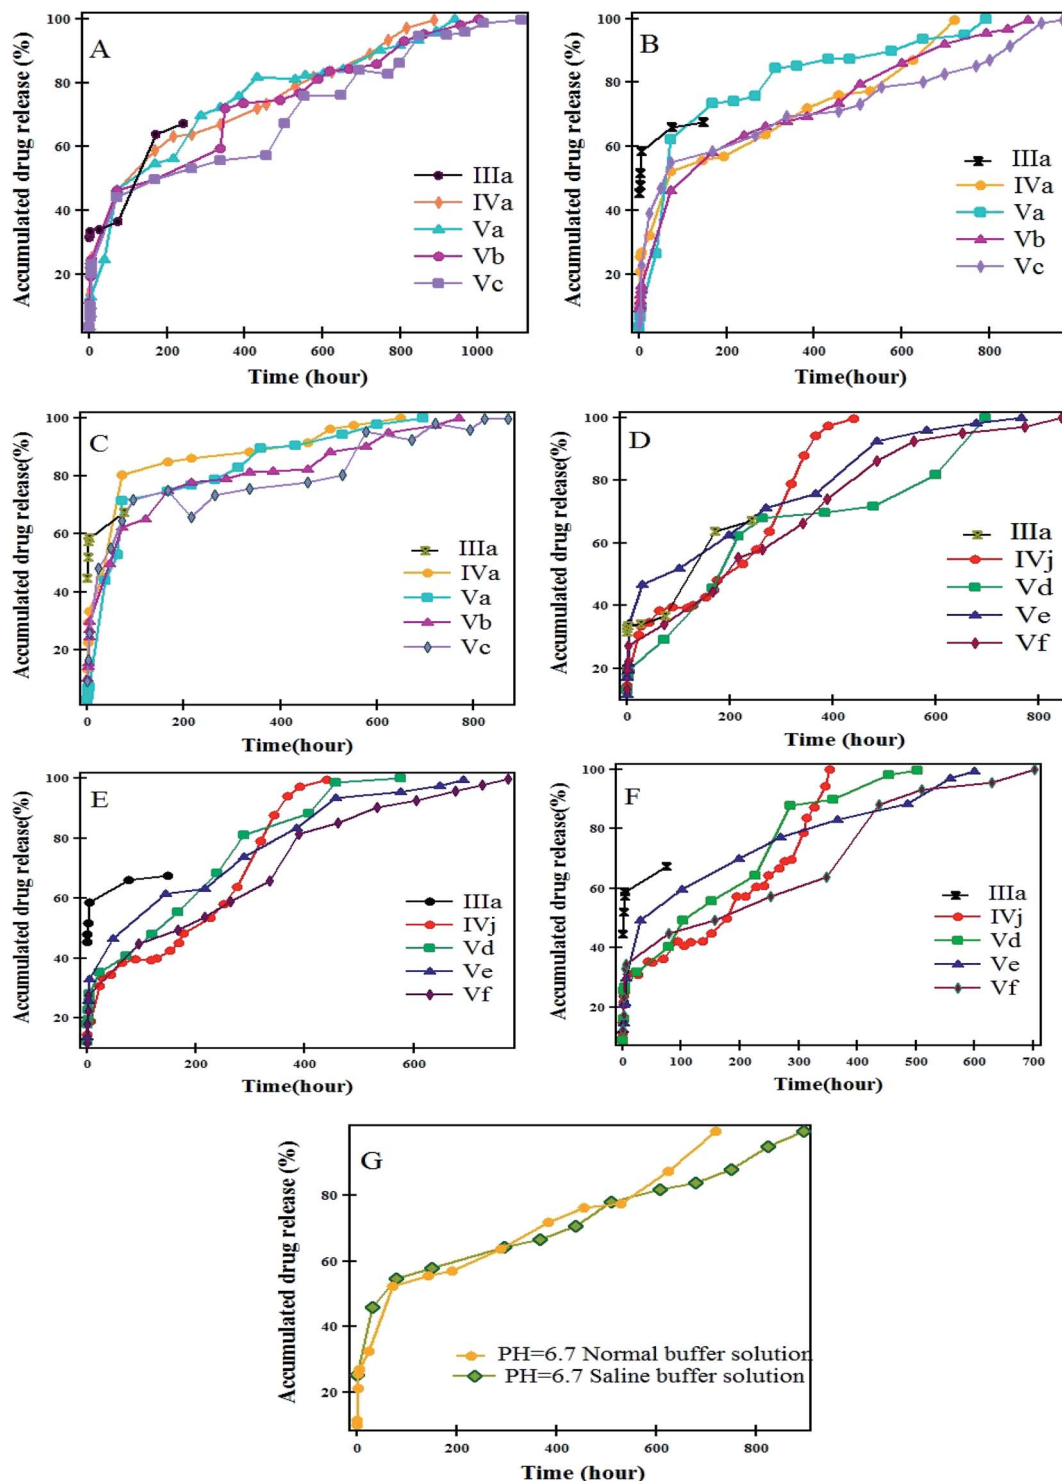 A
Accumulated drug release (%)
100
80
60
40
20
IIIa
IVa
Va
Vb
Vc
0 200 400 600 800 1000
Time (hour)
B
Accumulated drug release (%)
100
80
60
40
20
IIIa
IVa
Va
Vb
Vc
0 200 400 600 800
Time(hour)
C
Accumulated drug release(%)
100
80
60
40
20
IIIa
IVa
Va
Vb
Vc
0 200 400 600 800
Time(hour)
D
Accumulated drug release(%)
100
80
60
40
20
IIIa
IVj
Vd
Ve
Vf
0 200 400 600 800
Time (hour)
E
Accumulated drug release(%)
100
80
60
40
20
IIIa
IVj
Vd
Ve
Vf
0 200 400 600
Time(hour)
F
Accumulated drug release(%)
100
80
60
40
20
IIIa
IVj
Vd
Ve
Vf
0 100 200 300 400 500 600 700
Time(hour)
G
Accumulated drug release (%)
80
60
40
20
PH=6.7 Normal buffer solution
PH=6.7 Saline buffer solution
0 200 400 600 800
Time (hour)